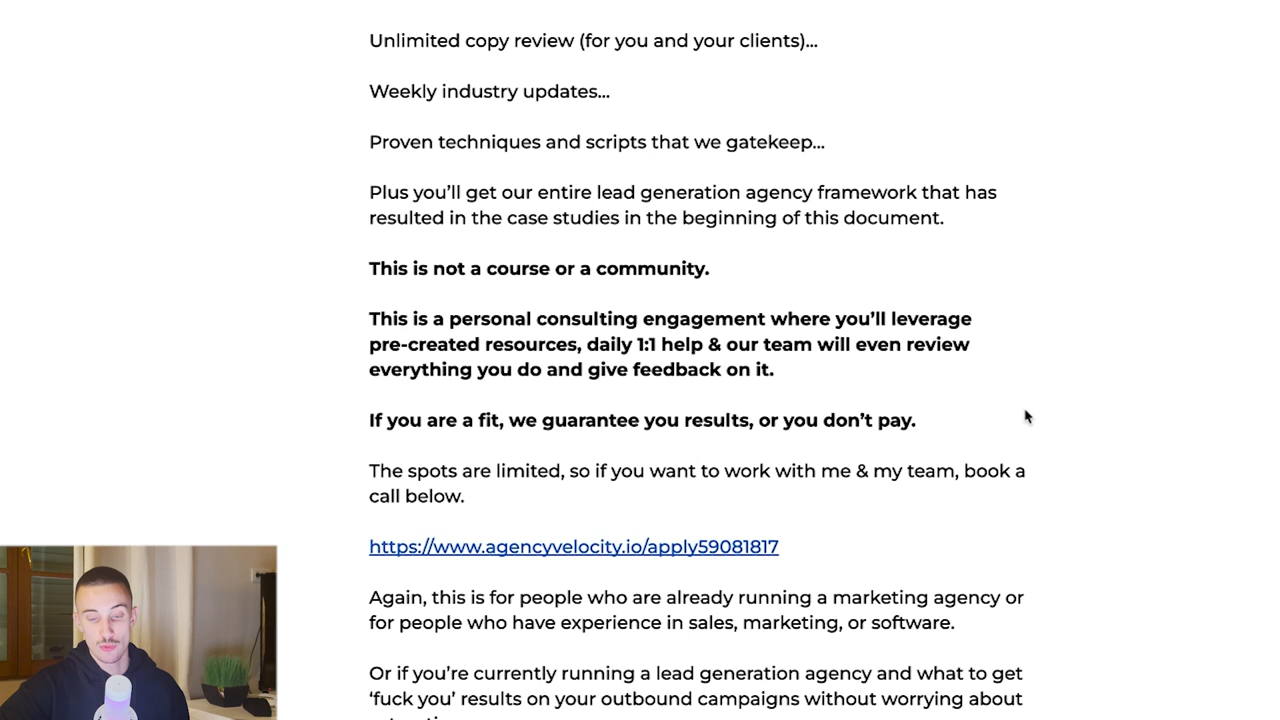 Unlimited copy review (for you and your clients)...
Weekly industry updates...
Proven techniques and scripts that we gatekeep...
Plus you’ll get our entire lead generation agency framework that has
resulted in the case studies in the beginning of this document.
This is not a course or a community.
This is a personal consulting engagement where you’ll leverage
pre-created resources, daily 1:1 help & our team will even review
everything you do and give feedback on it.
If you are a fit, we guarantee you results, or you don’t pay.
The spots are limited, so if you want to work with me & my team, book a
call below.
https://www.agencyvelocity.io/apply59081817
Again, this is for people who are already running a marketing agency or
for people who have experience in sales, marketing, or software.
Or if you’re currently running a lead generation agency and what to get
‘fuck you’ results on your outbound campaigns without worrying about